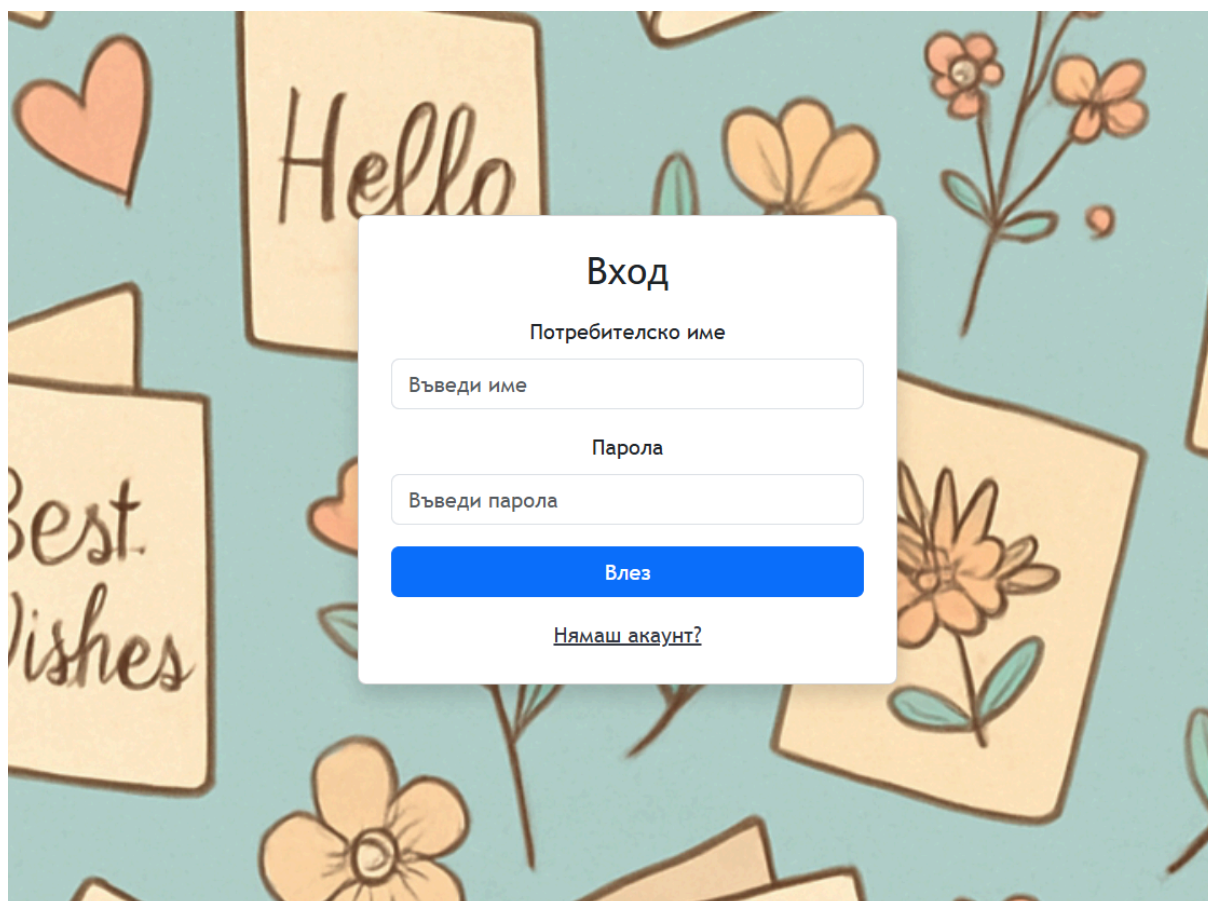 Hello
Вход
Потребителско име
Въведи име
Парола
Въведи парола
Влез
Нямаш акаунт?
Best
Wishes